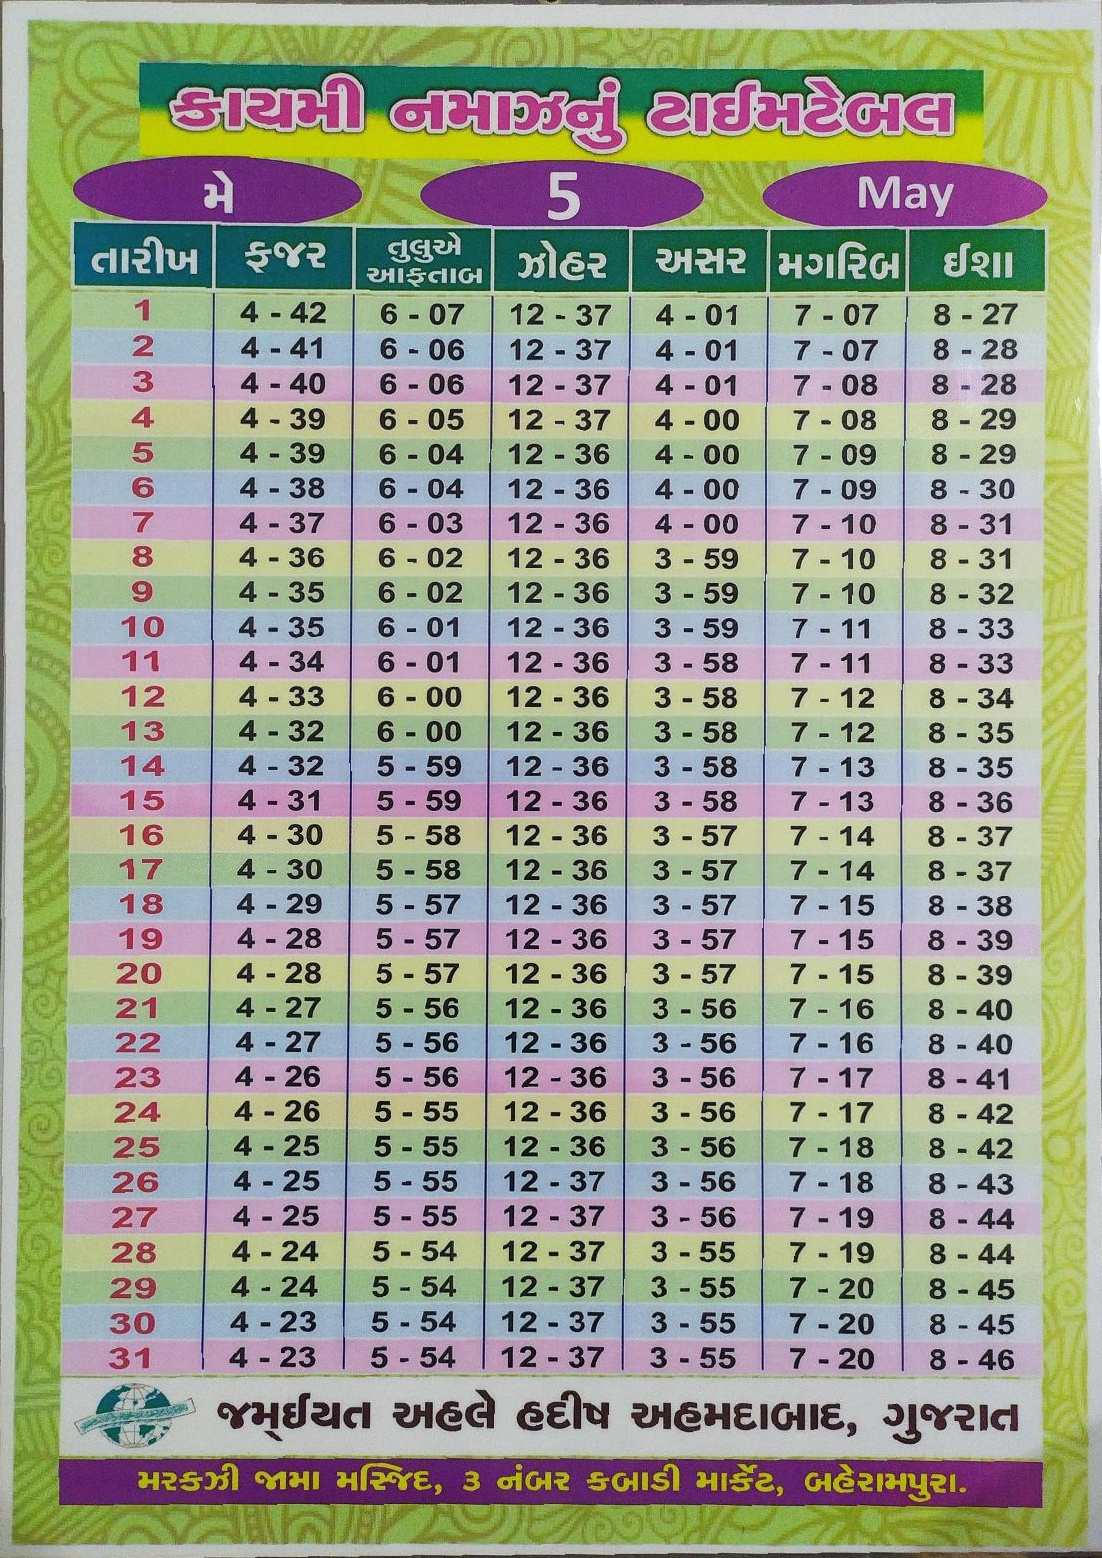 કાયમી નમાઝનું ટાઈમટેબલ
મે 5 May
તારીખ ફજર તુલુએ આફતાબ ઝોહર અસર મગરિબ ઈશા
1 4 - 42 6 - 07 12 - 37 4 - 01 7 - 07 8 - 27
2 4 - 41 6 - 06 12 - 37 4 - 01 7 - 07 8 - 28
3 4 - 40 6 - 06 12 - 37 4 - 01 7 - 08 8 - 28
4 4 - 39 6 - 05 12 - 37 4 - 00 7 - 08 8 - 29
5 4 - 39 6 - 04 12 - 36 4 - 00 7 - 09 8 - 29
6 4 - 38 6 - 04 12 - 36 4 - 00 7 - 09 8 - 30
7 4 - 37 6 - 03 12 - 36 4 - 00 7 - 10 8 - 31
8 4 - 36 6 - 02 12 - 36 3 - 59 7 - 10 8 - 31
9 4 - 35 6 - 02 12 - 36 3 - 59 7 - 10 8 - 32
10 4 - 35 6 - 01 12 - 36 3 - 59 7 - 11 8 - 33
11 4 - 34 6 - 01 12 - 36 3 - 58 7 - 11 8 - 33
12 4 - 33 6 - 00 12 - 36 3 - 58 7 - 12 8 - 34
13 4 - 32 6 - 00 12 - 36 3 - 58 7 - 12 8 - 35
14 4 - 32 5 - 59 12 - 36 3 - 58 7 - 13 8 - 35
15 4 - 31 5 - 59 12 - 36 3 - 58 7 - 13 8 - 36
16 4 - 30 5 - 58 12 - 36 3 - 57 7 - 14 8 - 37
17 4 - 30 5 - 58 12 - 36 3 - 57 7 - 14 8 - 37
18 4 - 29 5 - 57 12 - 36 3 - 57 7 - 15 8 - 38
19 4 - 28 5 - 57 12 - 36 3 - 57 7 - 15 8 - 39
20 4 - 28 5 - 57 12 - 36 3 - 57 7 - 15 8 - 39
21 4 - 27 5 - 56 12 - 36 3 - 56 7 - 16 8 - 40
22 4 - 27 5 - 56 12 - 36 3 - 56 7 - 16 8 - 40
23 4 - 26 5 - 56 12 - 36 3 - 56 7 - 17 8 - 41
24 4 - 26 5 - 55 12 - 36 3 - 56 7 - 17 8 - 42
25 4 - 25 5 - 55 12 - 36 3 - 56 7 - 18 8 - 42
26 4 - 25 5 - 55 12 - 37 3 - 56 7 - 18 8 - 43
27 4 - 25 5 - 55 12 - 37 3 - 56 7 - 19 8 - 44
28 4 - 24 5 - 54 12 - 37 3 - 55 7 - 19 8 - 44
29 4 - 24 5 - 54 12 - 37 3 - 55 7 - 20 8 - 45
30 4 - 23 5 - 54 12 - 37 3 - 55 7 - 20 8 - 45
31 4 - 23 5 - 54 12 - 37 3 - 55 7 - 20 8 - 46
જમ્ઈયત અહલે હદીષ અહમદાબાદ, ગુજરાત
મરકઝી જામા મસ્જિદ, ૩ નંબર કબાડી માર્કેટ, બહેરામપુરા.